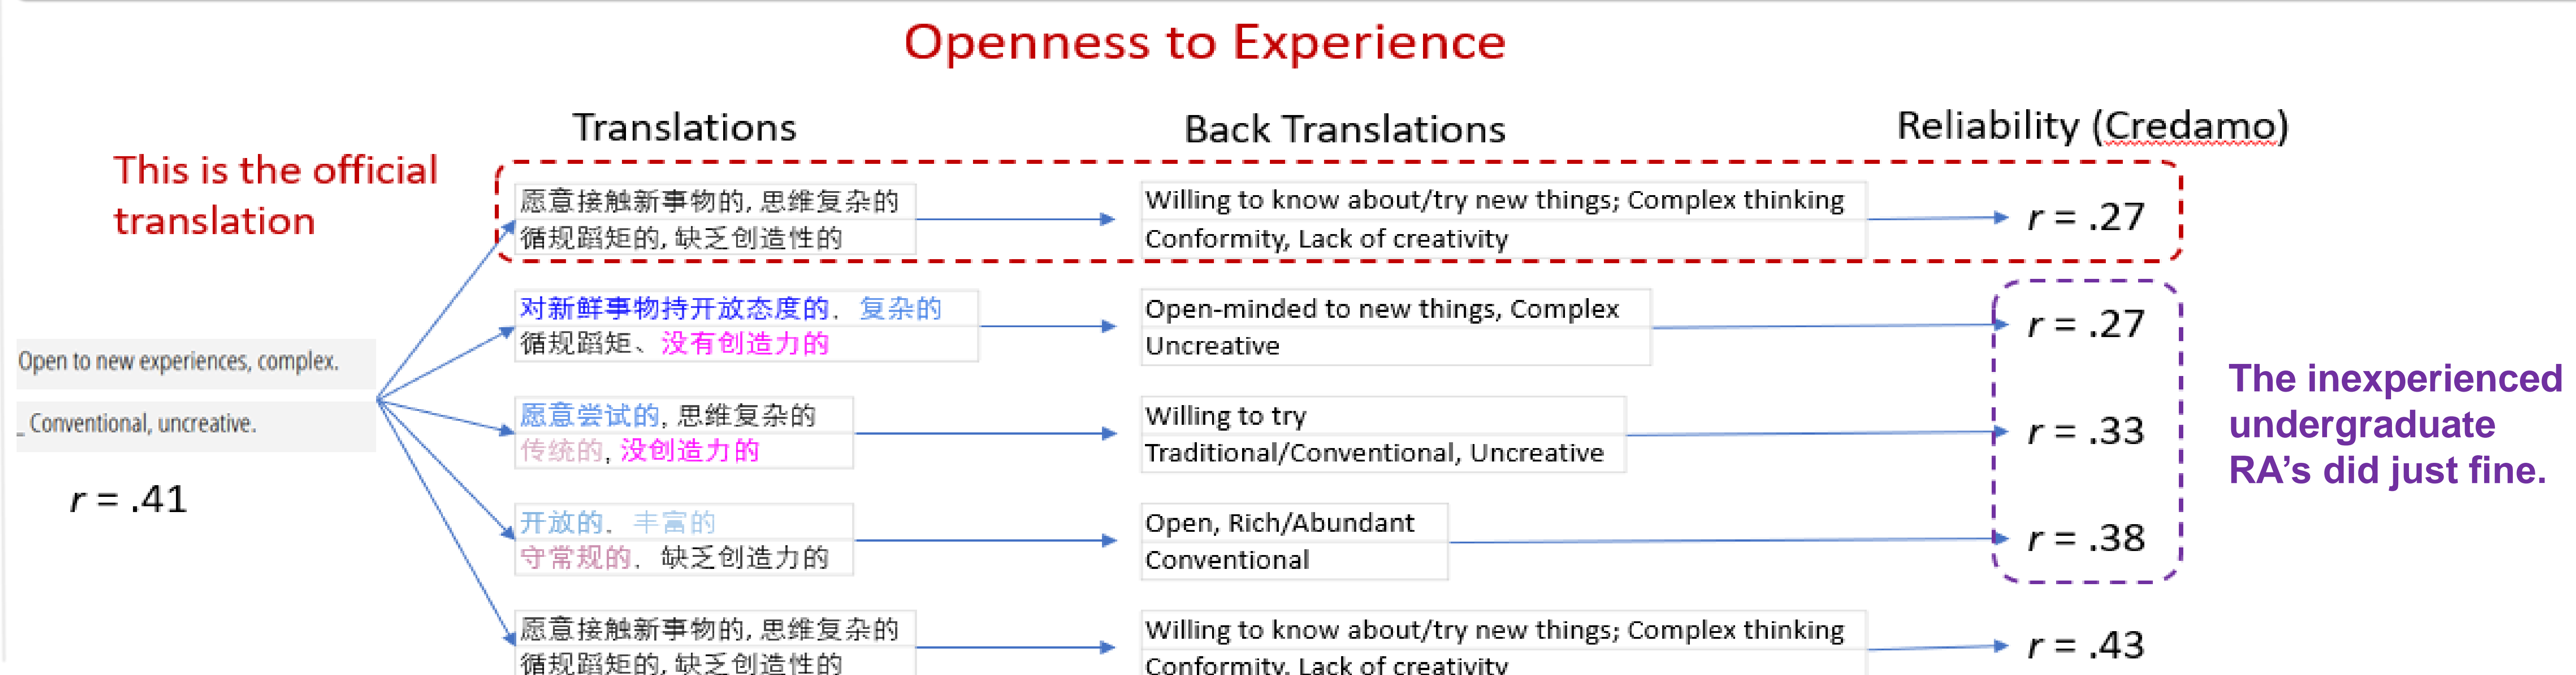 Openness to Experience
Translations
Back Translations
Reliability (Credamo)
This is the official
translation
愿意接触新事物的, 思维复杂的
循规蹈矩的, 缺乏创造性的
Willing to know about/try new things; Complex thinking
Conformity, Lack of creativity
r = .27
对新鲜事物持开放态度的, 复杂的
循规蹈矩、没有创造力的
Open-minded to new things, Complex
Uncreative
r = .27
Open to new experiences, complex.
_ Conventional, uncreative.
r = .41
愿意尝试的, 思维复杂的
传统的, 没创造力的
Willing to try
Traditional/Conventional, Uncreative
r = .33
开放的, 丰富的
守常规的, 缺乏创造力的
Open, Rich/Abundant
Conventional
r = .38
The inexperienced
undergraduate
RA's did just fine.
愿意接触新事物的, 思维复杂的
循规蹈矩的, 缺乏创造性的
Willing to know about/try new things; Complex thinking
Conformity, Lack of creativity
r = .43